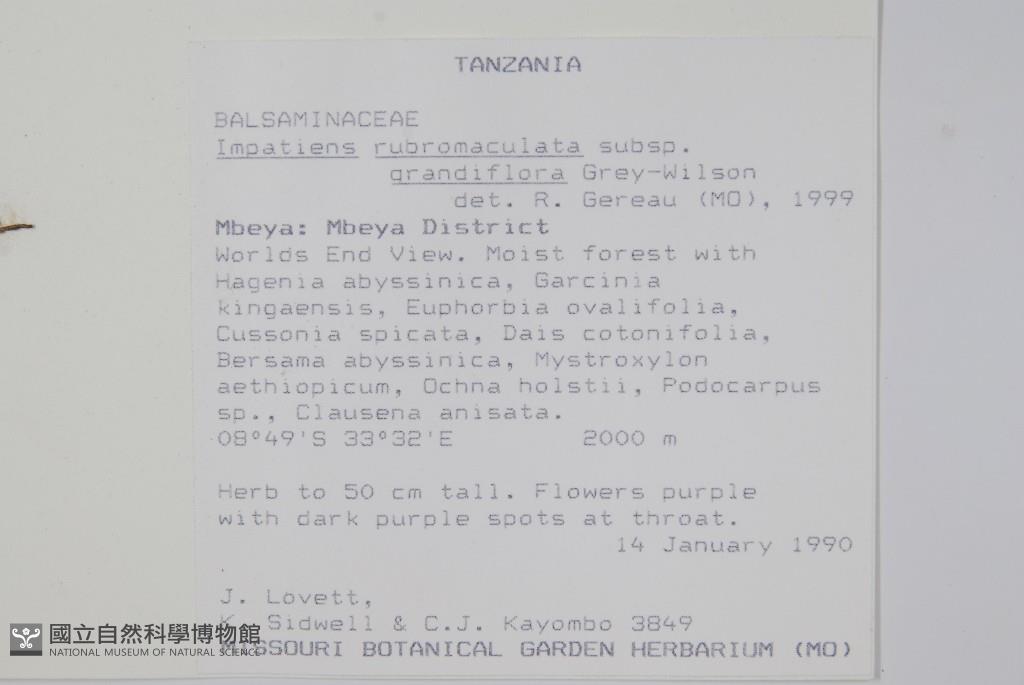 TANZANIA
BALSAMINACEAE
Impatiens rubromaculata subsp.
grandiflora Grey-Wilson
det. R. Gereau (MO), 1999
Mbeya: Mbeya District
Worlds End View. Moist forest with
Hagenia abyssinica, Garcinia
kingaensis, Euphorbia ovalifolia,
Cussonia spicata, Dais cotonifolia,
Bersama abyssinica, Mystroxylon
aethiopicum, Ochna holstii, Podocarpus
sp., Clausena anisata.
08°49'S 33°32'E 2000 m
Herb to 50 cm tall. Flowers purple
with dark purple spots at throat.
14 January 1990
J. Lovett,
K. Sidwell & C.J. Kayombo 3849
MISSOURI BOTANICAL GARDEN HERBARIUM (MO)
國立自然科學博物館
NATIONAL MUSEUM OF NATURAL SCIENCE